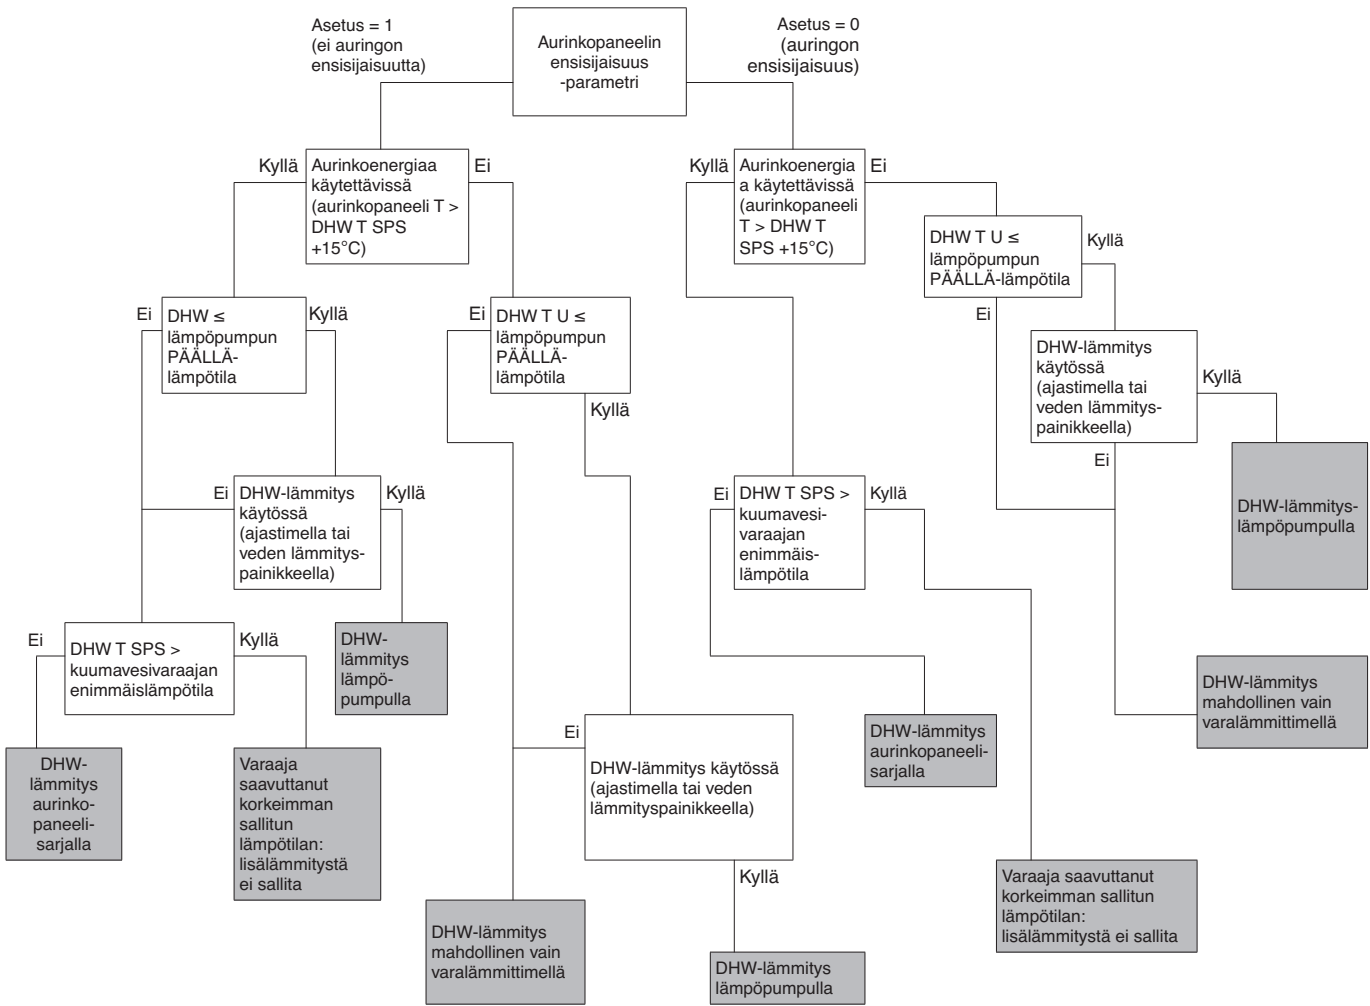 Asetus = 1
(ei auringon
ensisijaisuutta)
Aurinkopaneelin
ensisijaisuus
-parametri
Asetus = 0
(auringon
ensisijaisuus)
Kyllä
Aurinkoenergiaa
käytettävissä
(aurinkopaneeli T >
DHW T SPS
+15°C)
Ei
Kyllä
Aurinkoenergia
a käytettävissä
(aurinkopaneeli
T > DHW T
SPS +15°C)
Ei
DHW T U ≤
lämpöpumpun
PÄÄLLÄ-lämpötila
Kyllä
Ei
Ei
DHW ≤
lämpöpumpun
PÄÄLLÄ-
lämpötila
Kyllä
Ei
DHW T U ≤
lämpöpumpun
PÄÄLLÄ-
lämpötila
Kyllä
DHW-lämmitys
käytössä
(ajastimella tai
veden lämmitys-
painikkeella)
Kyllä
Ei
Ei
DHW-lämmitys
käytössä
(ajastimella tai
veden lämmitys-
painikkeella)
Kyllä
Ei
DHW T SPS >
kuumavesi-
varaajan
enimmäis-
lämpötila
Kyllä
DHW-lämmitys-
lämpöpumpulla
Ei
DHW T SPS >
kuumavesivaraajan
enimmäislämpötila
Kyllä
DHW-
lämmitys
lämpö-
pumpulla
DHW-lämmitys
mahdollinen vain
varalämmittimellä
DHW-
lämmitys
aurinko-
paneeli-
sarjalla
Varaaja
saavuttanut
korkeimman
sallitun
lämpötilan:
lisälämmitystä
ei sallita
Ei
DHW-lämmitys käytössä
(ajastimella tai veden
lämmityspainikkeella)
Kyllä
DHW-lämmitys
aurinkopaneeli-
sarjalla
Varaaja saavuttanut
korkeimman sallitun
lämpötilan:
lisälämmitystä ei sallita
DHW-lämmitys
mahdollinen vain
varalämmittimellä
DHW-lämmitys
lämpöpumpulla